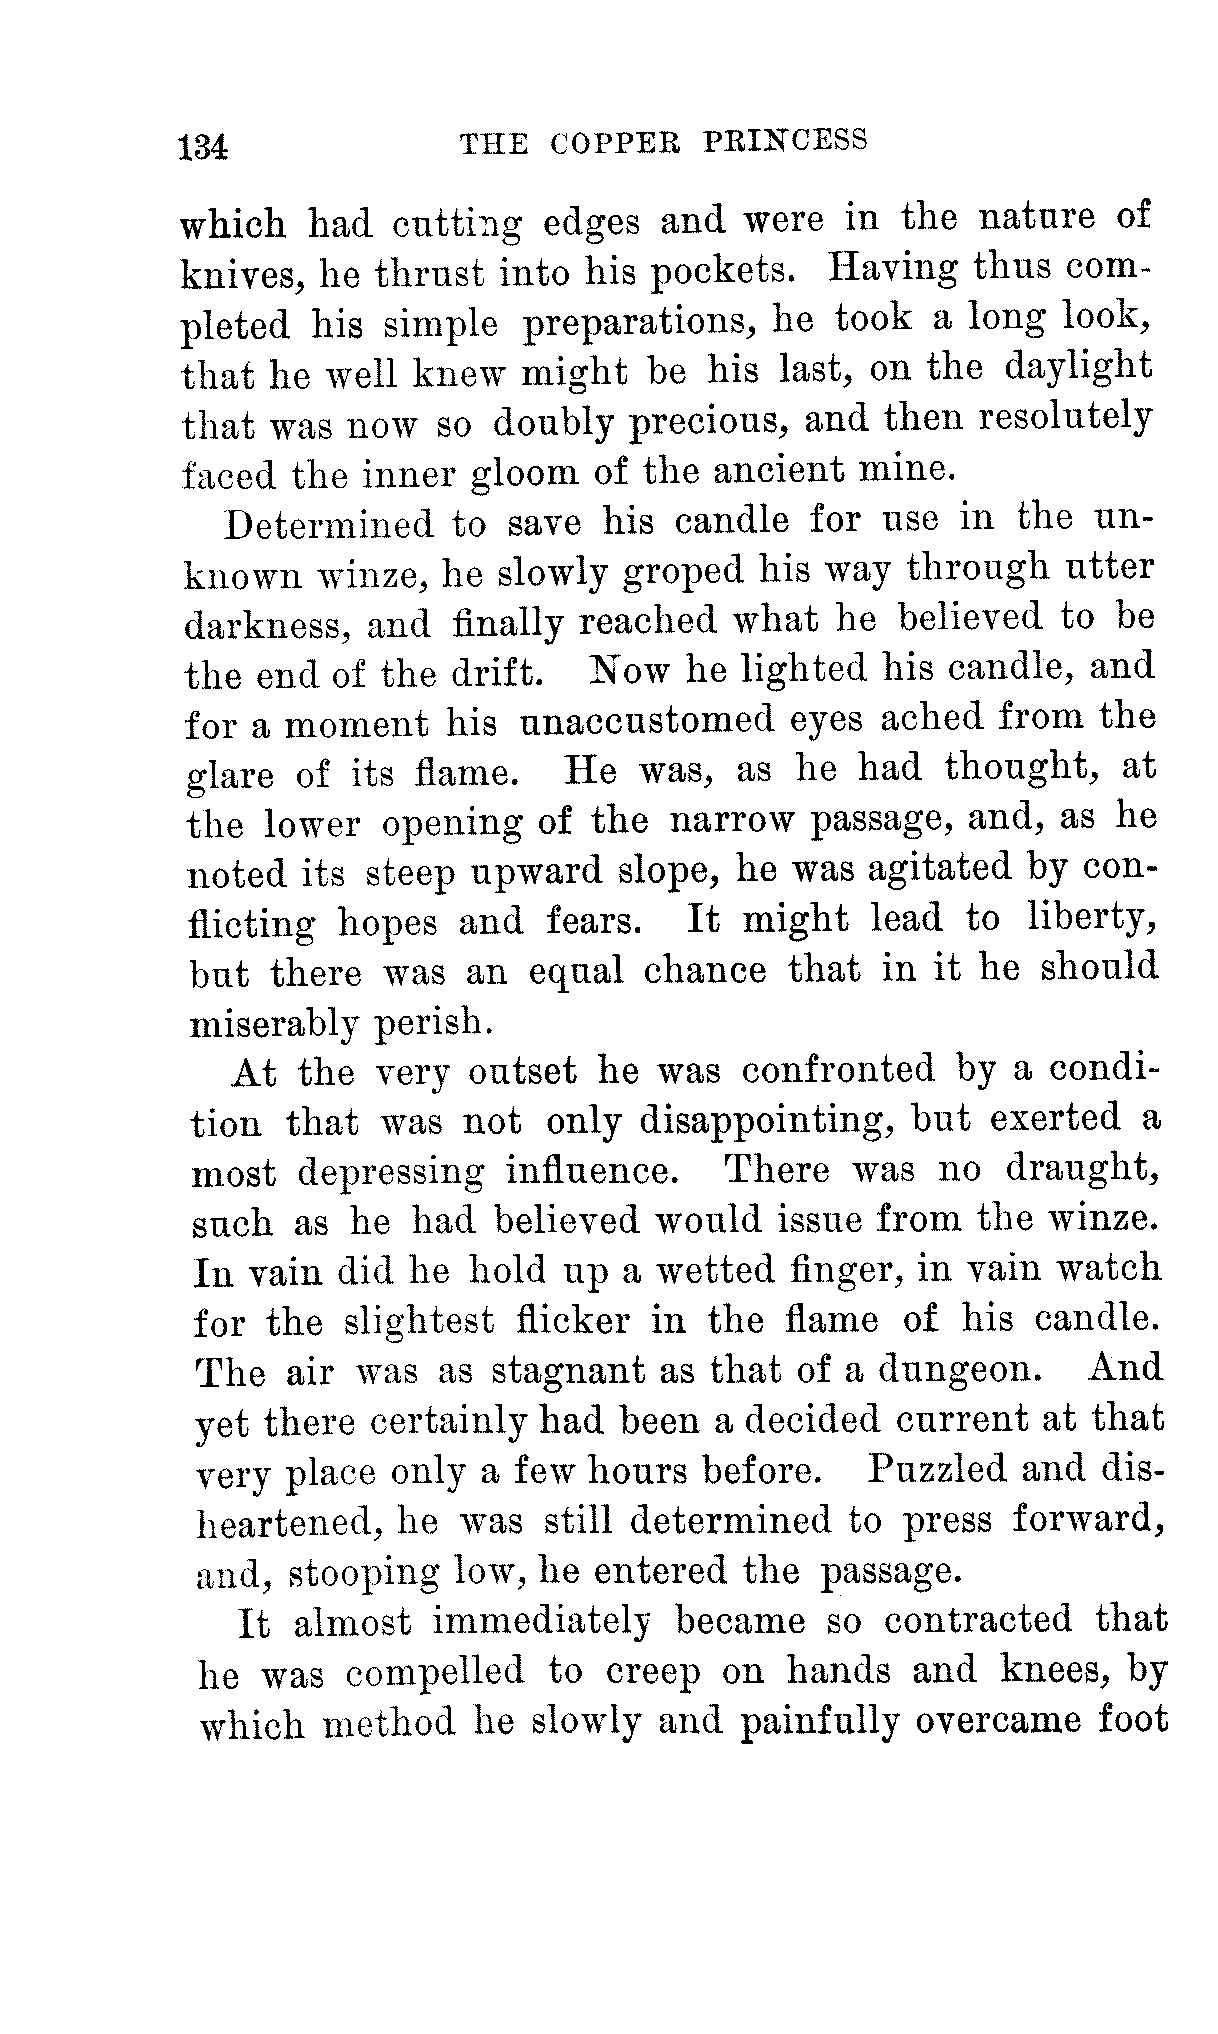 134 THE COPPER PRINCESS
which had cutting edges and were in the nature of
knives, he thrust into his pockets. Having thus com-
pleted his simple preparations, he took a long look,
that he well knew might be his last, on the daylight
that was now so doubly precious, and then resolutely
faced the inner gloom of the ancient mine.
Determined to save his candle for use in the un-
known winze, he slowly groped his way through utter
darkness, and finally reached what he believed to be
the end of the drift. Now he lighted his candle, and
for a moment his unaccustomed eyes ached from the
glare of its flame. He was, as he had thought, at
the lower opening of the narrow passage, and, as he
noted its steep upward slope, he was agitated by con-
flicting hopes and fears. It might lead to liberty,
but there was an equal chance that in it he should
miserably perish.
At the very outset he was confronted by a condi-
tion that was not only disappointing, but exerted a
most depressing influence. There was no draught,
such as he had believed would issue from the winze.
In vain did he hold up a wetted finger, in vain watch
for the slightest flicker in the flame of his candle.
The air was as stagnant as that of a dungeon. And
yet there certainly had been a decided current at that
very place only a few hours before. Puzzled and dis-
heartened, he was still determined to press forward,
and, stooping low, he entered the passage.
It almost immediately became so contracted that
he was compelled to creep on hands and knees, by
which method he slowly and painfully overcame foot